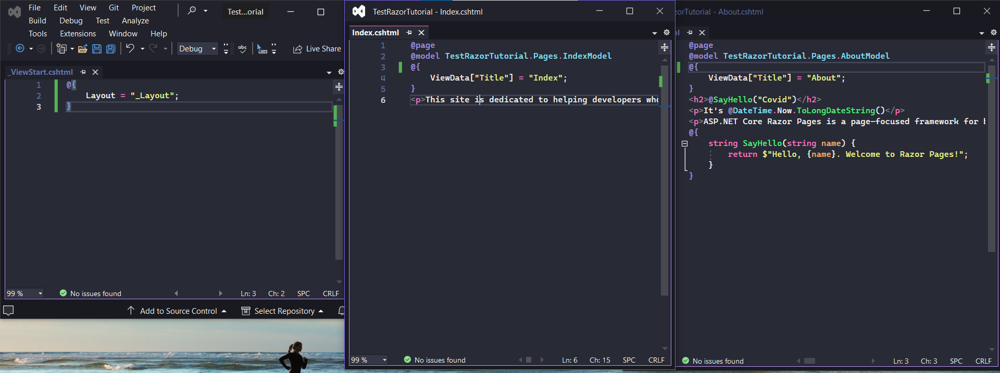 File Edit View Git Project
Test...orial
Build Debug Test Analyze
Tools Extensions Window Help
Debug
abc
Live Share
_ViewStart.cshtml
1 @{
2 Layout = "_Layout";
3 }
99 %
No issues found
Ln: 3 Ch: 2 SPC CRLF
Add to Source Control
Select Repository
TestRazorTutorial - Index.cshtml
Index.cshtml
1 @page
2 @model TestRazorTutorial.Pages.IndexModel
3 @{
4 ViewData["Title"] = "Index";
5 }
6 <p>This site is dedicated to helping developers who
99 %
No issues found
Ln: 6 Ch: 15 SPC CRLF
zorTutorial - About.cshtml
@page
@model TestRazorTutorial.Pages.AboutModel
@{
ViewData["Title"] = "About";
}
<h2>@SayHello("Covid")</h2>
<p>It's @DateTime.Now.ToLongDateString()</p>
<p>ASP.NET Core Razor Pages is a page-focused framework for
@{
string SayHello(string name) {
return $"Hello, {name}. Welcome to Razor Pages!";
}
}
No issues found
Ln: 3 Ch: 3 SPC CRLF